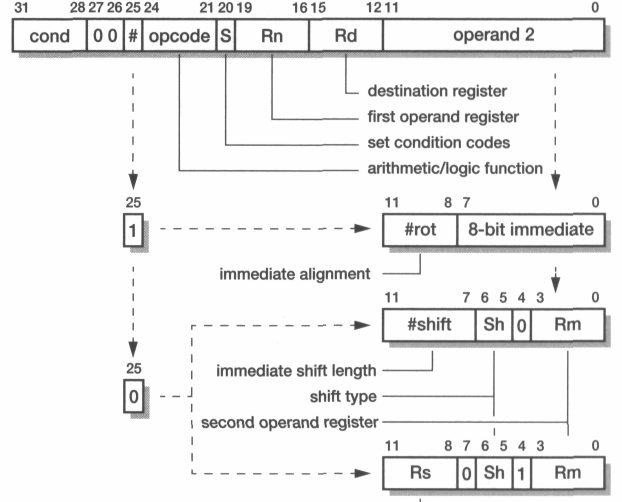 31 28 27 26 25 24 21 20 19 16 15 12 11 0
cond 0 0 # opcode S Rn Rd operand 2
destination register
first operand register
set condition codes
arithmetic/logic function
25 11 8 7 0
1 #rot 8-bit immediate
immediate alignment
11 7 6 5 4 3 0
#shift Sh 0 Rm
25
0
immediate shift length
shift type
second operand register
11 8 7 6 5 4 3 0
Rs 0 Sh 1 Rm